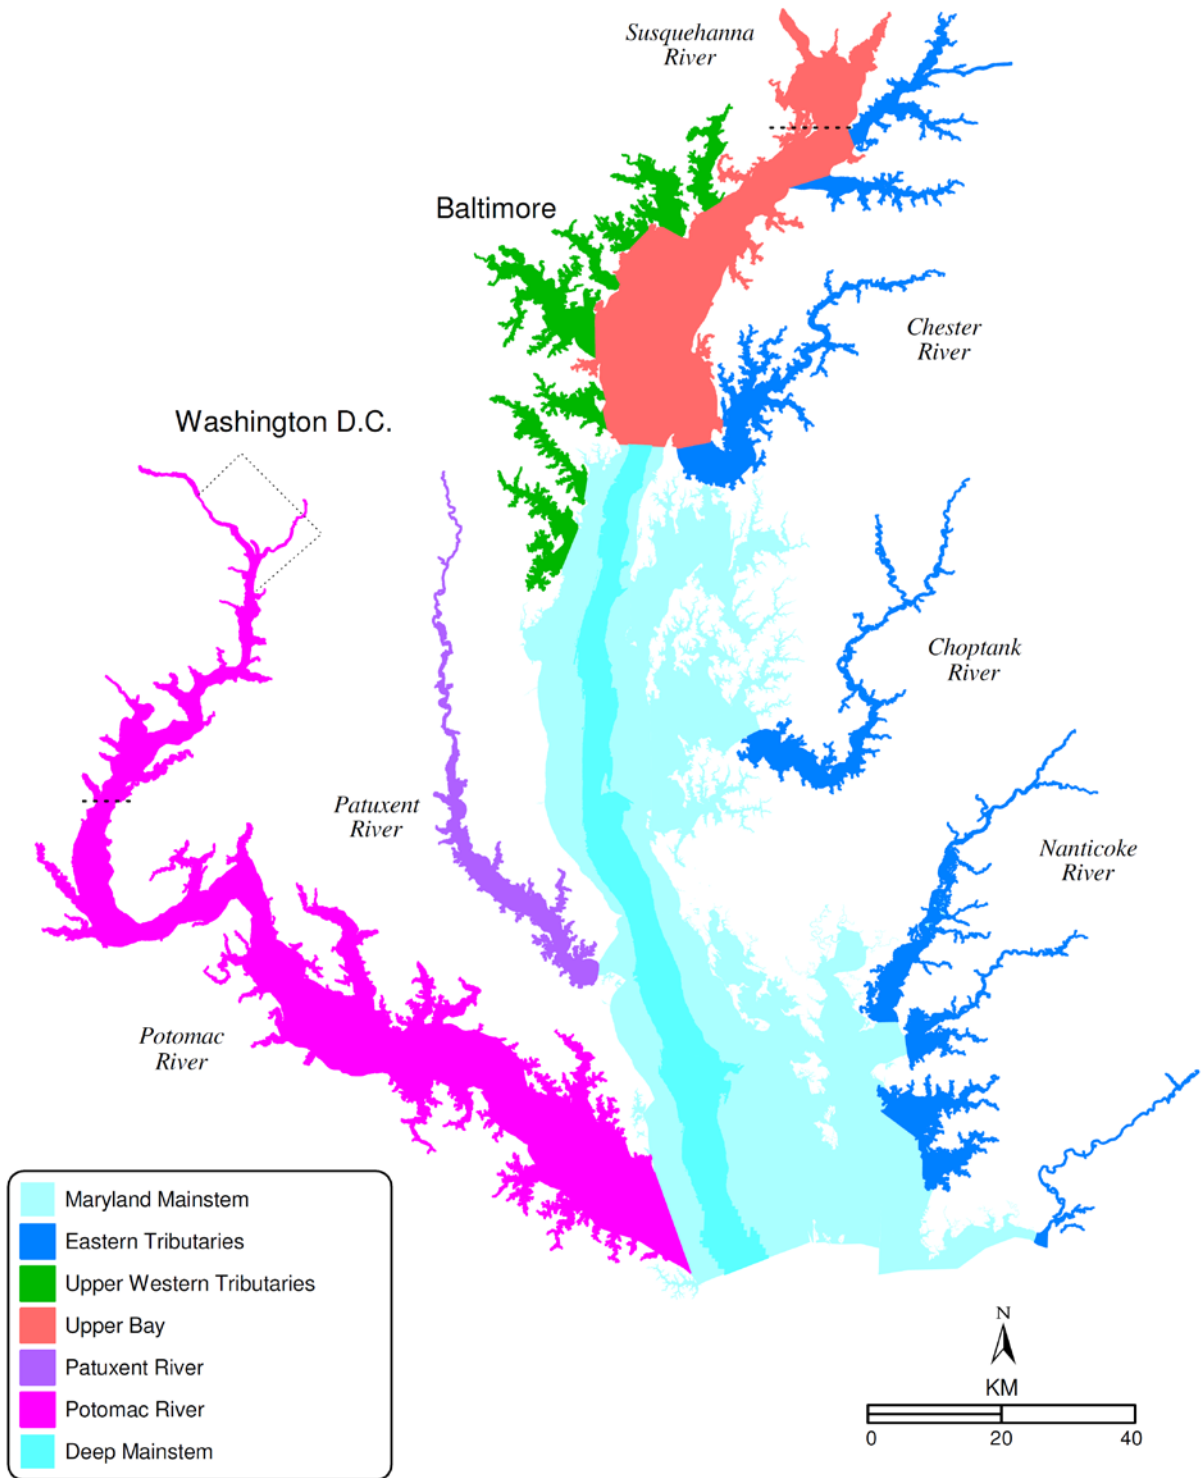 Susquehanna
River
Baltimore
Chester
River
Washington D.C.
Choptank
River
Patuxent
River
Nanticoke
River
Potomac
River
Maryland Mainstem
Eastern Tributaries
Upper Western Tributaries
Upper Bay
Patuxent River
Potomac River
Deep Mainstem
N
KM
0 20 40